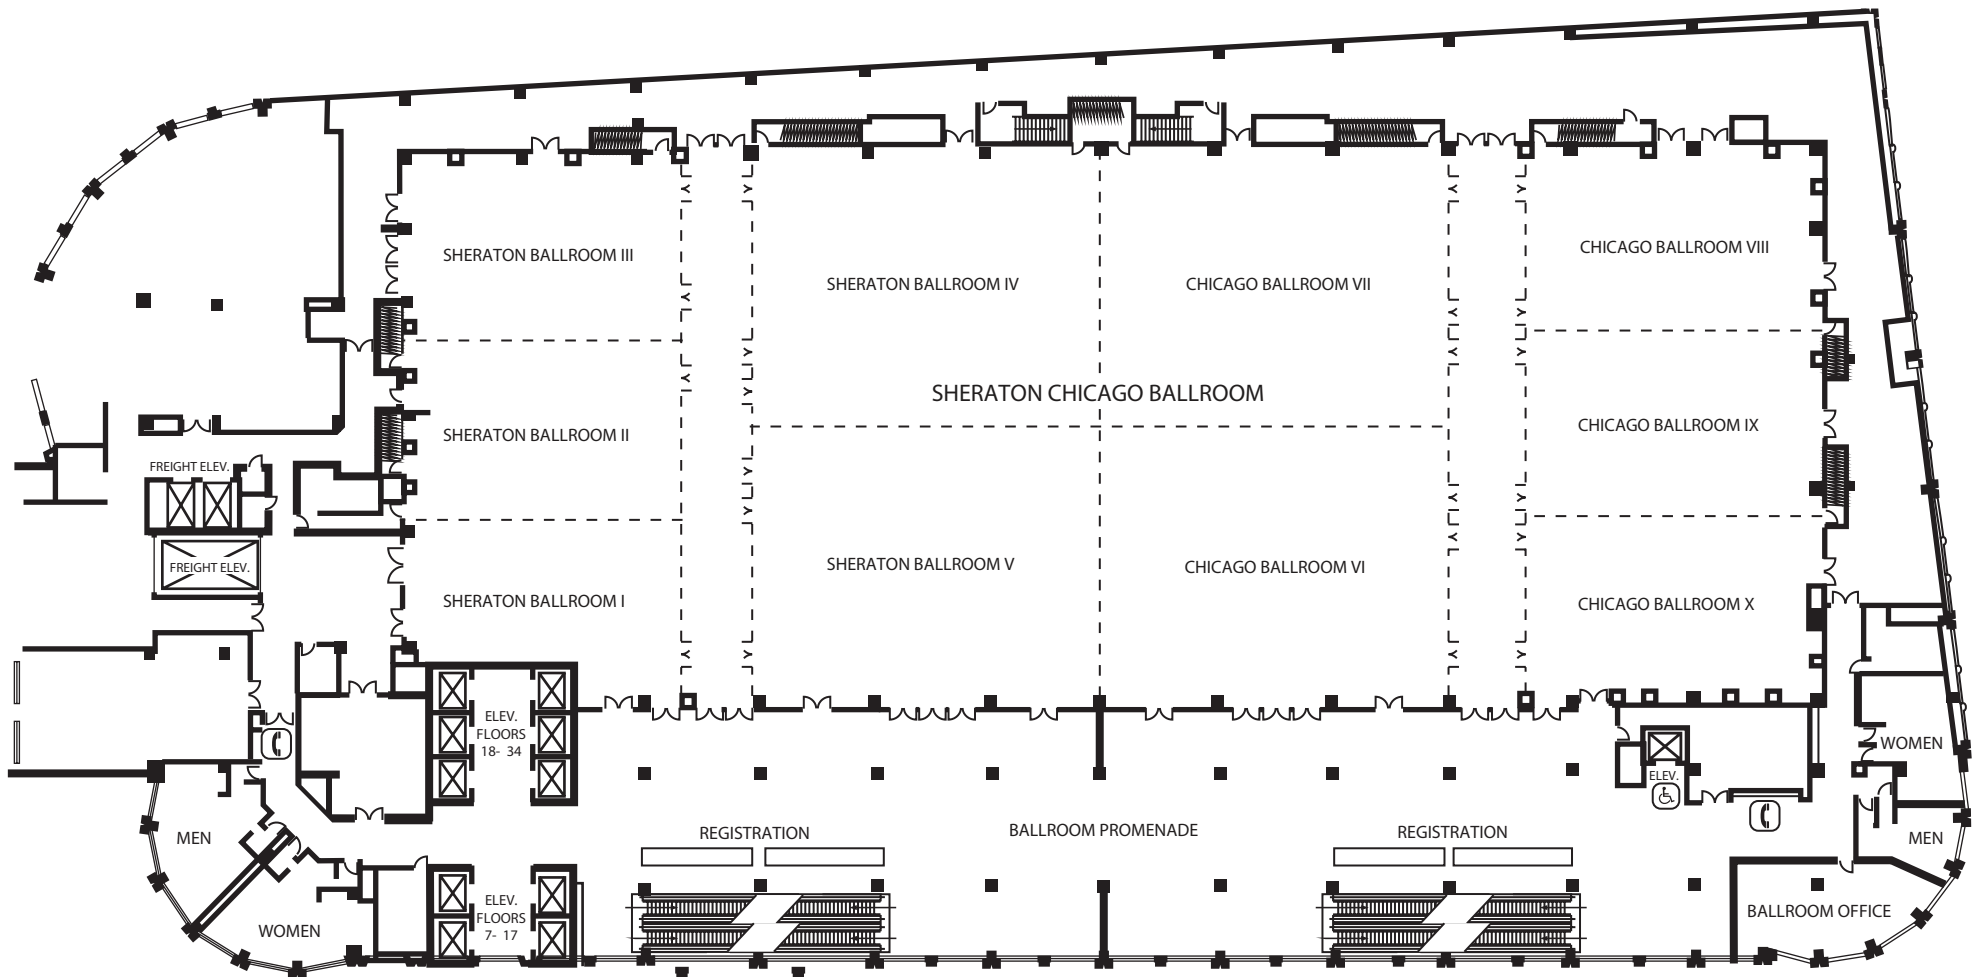 SHERATON BALLROOM III
SHERATON BALLROOM IV
CHICAGO BALLROOM VII
CHICAGO BALLROOM VIII
SHERATON CHICAGO BALLROOM
SHERATON BALLROOM II
CHICAGO BALLROOM IX
FREIGHT ELEV.
FREIGHT ELEV.
SHERATON BALLROOM I
SHERATON BALLROOM V
CHICAGO BALLROOM VI
CHICAGO BALLROOM X
ELEV.
FLOORS
18- 34
WOMEN
ELEV.
MEN
REGISTRATION
BALLROOM PROMENADE
REGISTRATION
MEN
WOMEN
ELEV.
FLOORS
7- 17
BALLROOM OFFICE